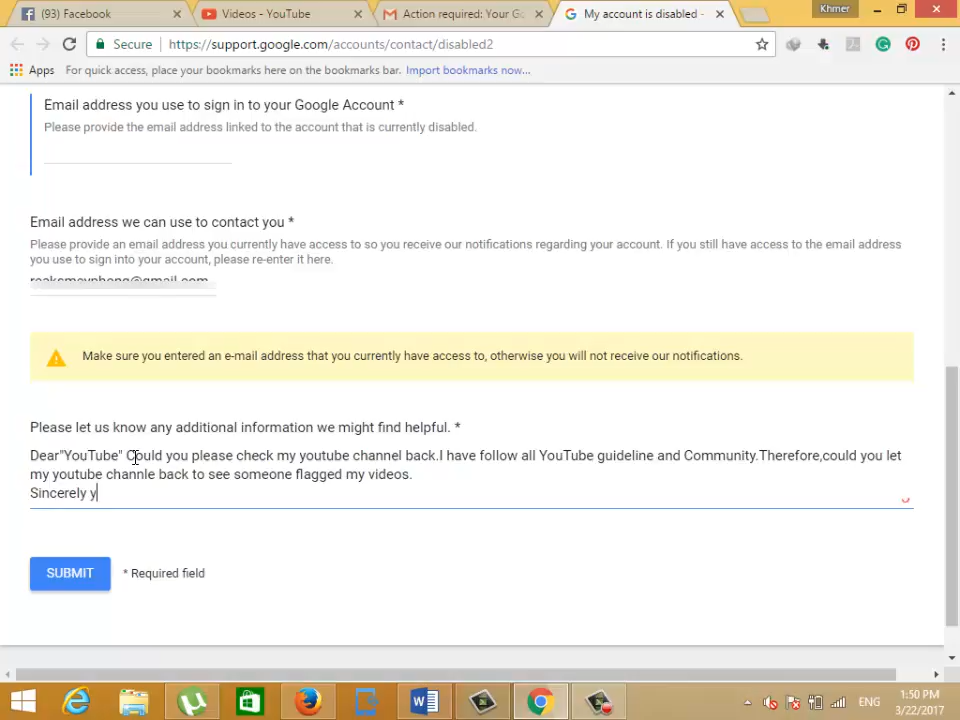 (93) Facebook
Videos - YouTube
Action required: Your Go
My account is disabled -
Khmer
Secure
https://support.google.com/accounts/contact/disabled2
Apps
For quick access, place your bookmarks here on the bookmarks bar. Import bookmarks now...
Email address you use to sign in to your Google Account *
Please provide the email address linked to the account that is currently disabled.
Email address we can use to contact you *
Please provide an email address you currently have access to so you receive our notifications regarding your account. If you still have access to the email address
you use to sign into your account, please re-enter it here.
Make sure you entered an e-mail address that you currently have access to, otherwise you will not receive our notifications.
Please let us know any additional information we might find helpful. *
Dear"YouTube" Could you please check my youtube channel back.I have follow all YouTube guideline and Community.Therefore,could you let
my youtube channle back to see someone flagged my videos.
Sincerely y
SUBMIT
* Required field
ENG
1:50 PM
3/22/2017